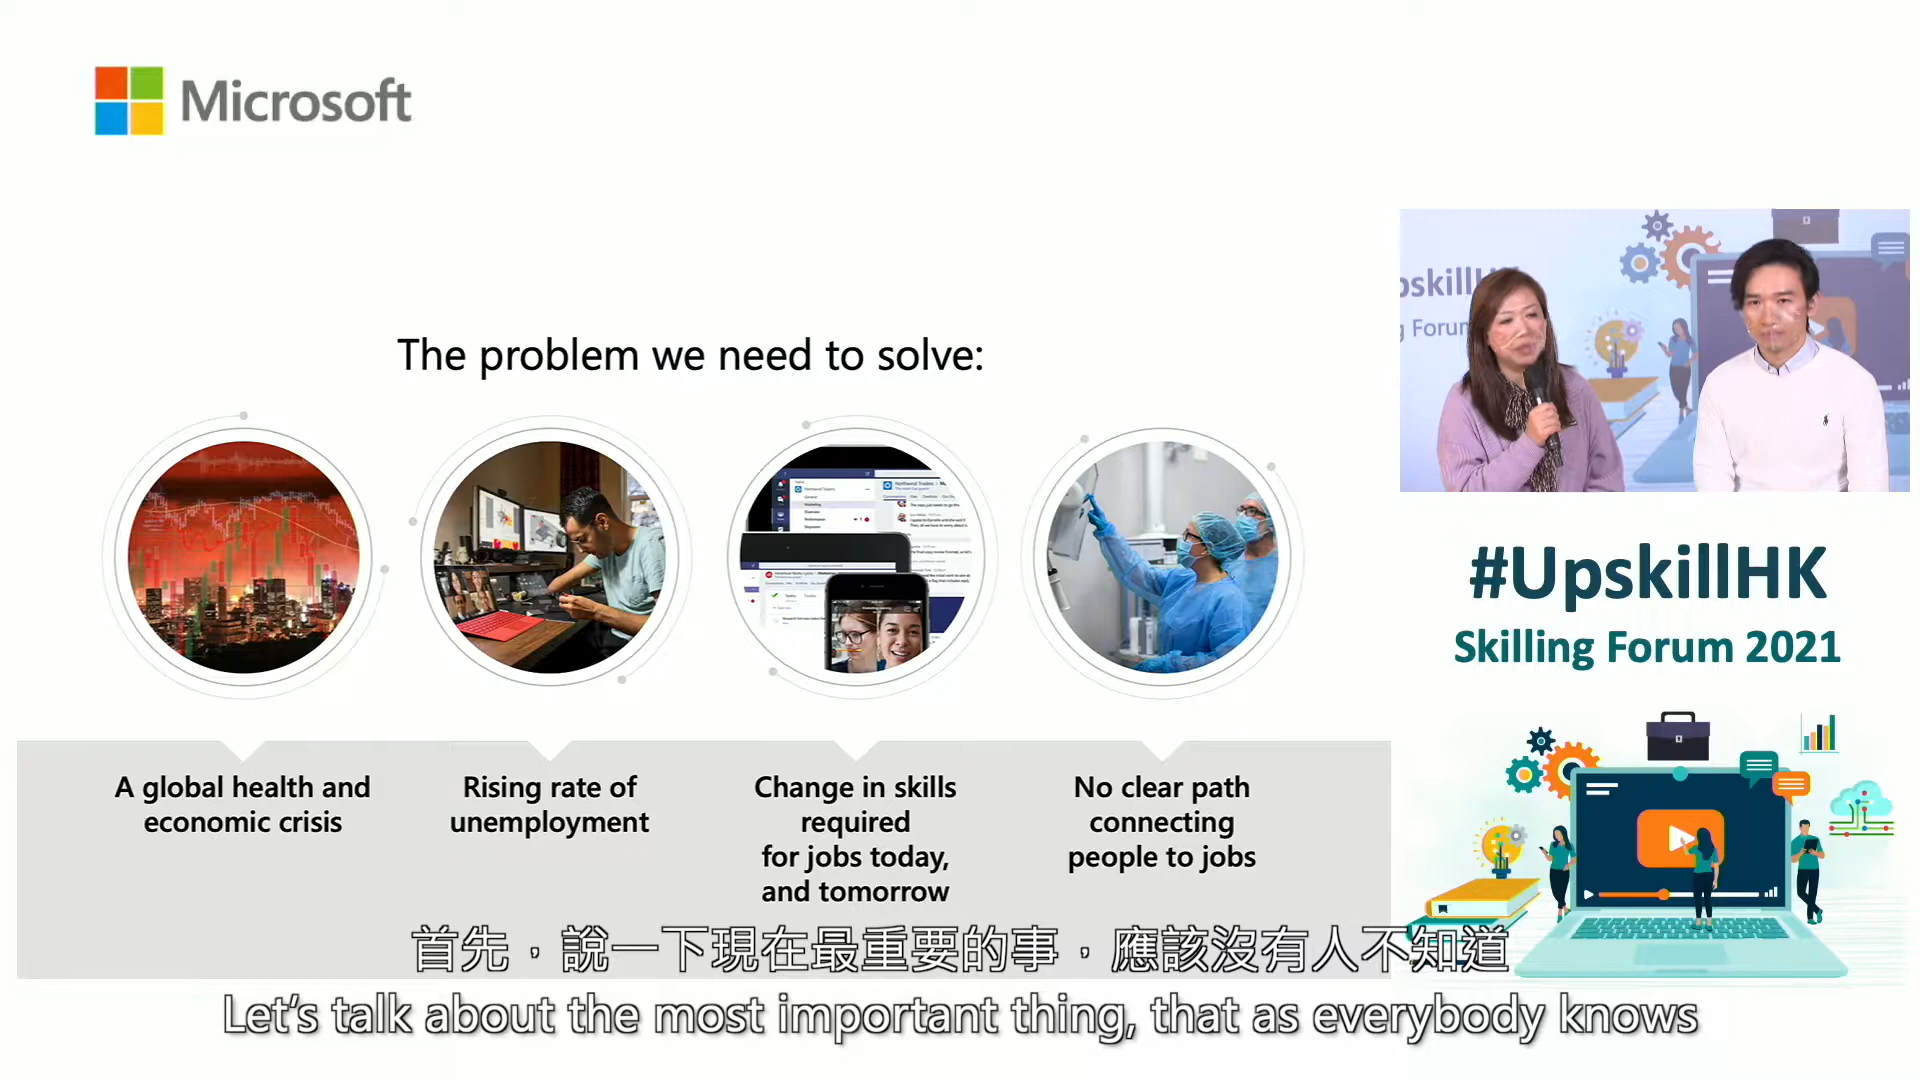 Microsoft
The problem we need to solve:
A global health and
economic crisis
Rising rate of
unemployment
Change in skills
required
for jobs today,
and tomorrow
No clear path
connecting
people to jobs
pskillH
g Forum
#UpskillHK
Skilling Forum 2021
首先，說一下現在最重要的事，應該沒有人不知道
Let's talk about the most important thing, that as everybody knows